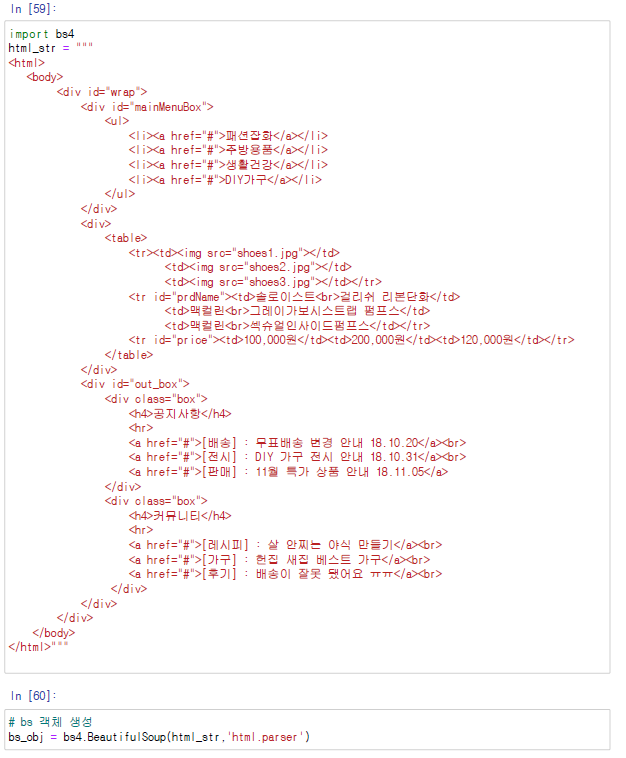 In [59]:
import bs4
html_str = """
<html>
<body>
<div id="wrap">
<div id="mainMenuBox">
<ul>
<li><a href="#">패션잡화</a></li>
<li><a href="#">주방용품</a></li>
<li><a href="#">생활건강</a></li>
<li><a href="#">DIY가구</a></li>
</ul>
</div>
<div>
<table>
<tr><td><img src="shoes1.jpg"></td>
<td><img src="shoes2.jpg"></td>
<td><img src="shoes3.jpg"></td></tr>
<tr id="prdName"><td>솔로이스트<br>걸리쉬 리본단화</td>
<td>맥컬린<br>그레이가보시스트랩 펌프스</td>
<td>맥컬린<br>섹슈얼인사이드펌프스</td></tr>
<tr id="price"><td>100,000원</td><td>200,000원</td><td>120,000원</td></tr>
</table>
</div>
<div id="out_box">
<div class="box">
<h4>공지사항</h4>
<hr>
<a href="#">[배송] : 무표배송 변경 안내 18.10.20</a><br>
<a href="#">[전시] : DIY 가구 전시 안내 18.10.31</a><br>
<a href="#">[판매] : 11월 특가 상품 안내 18.11.05</a>
</div>
<div class="box">
<h4>커뮤니티</h4>
<hr>
<a href="#">[레시피] : 살 안찌는 야식 만들기</a><br>
<a href="#">[가구] : 헌집 새집 베스트 가구</a><br>
<a href="#">[후기] : 배송이 잘못 됐어요 ㅠㅠ</a><br>
</div>
</div>
</div>
</body>
</html>"""
In [60]:
# bs 객체 생성
bs_obj = bs4.BeautifulSoup(html_str,'html.parser')